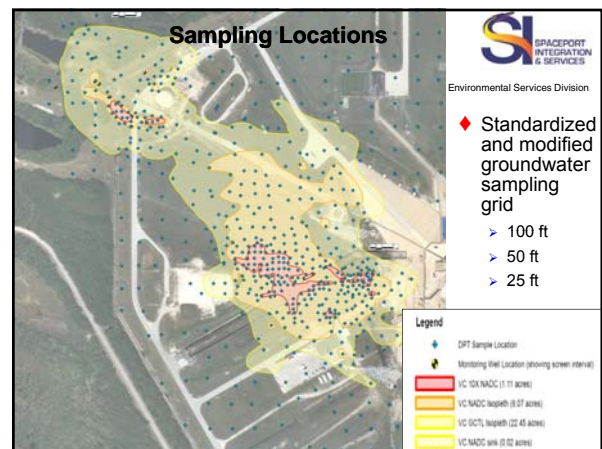 Sampling Locations
SI
SPACEPORT
INTEGRATION
& SERVICES
Environmental Services Division
Standardized
and modified
groundwater
sampling
grid
100 ft
50 ft
25 ft
Legend
DPT Sample Location
Monitoring Well Location (showing screen interval)
VC 10X NADC (1.11 acres)
VC NADC Isopleth (9.07 acres)
VC GCTL Isopleth (22.45 acres)
VC NADC sink (0.02 acres)